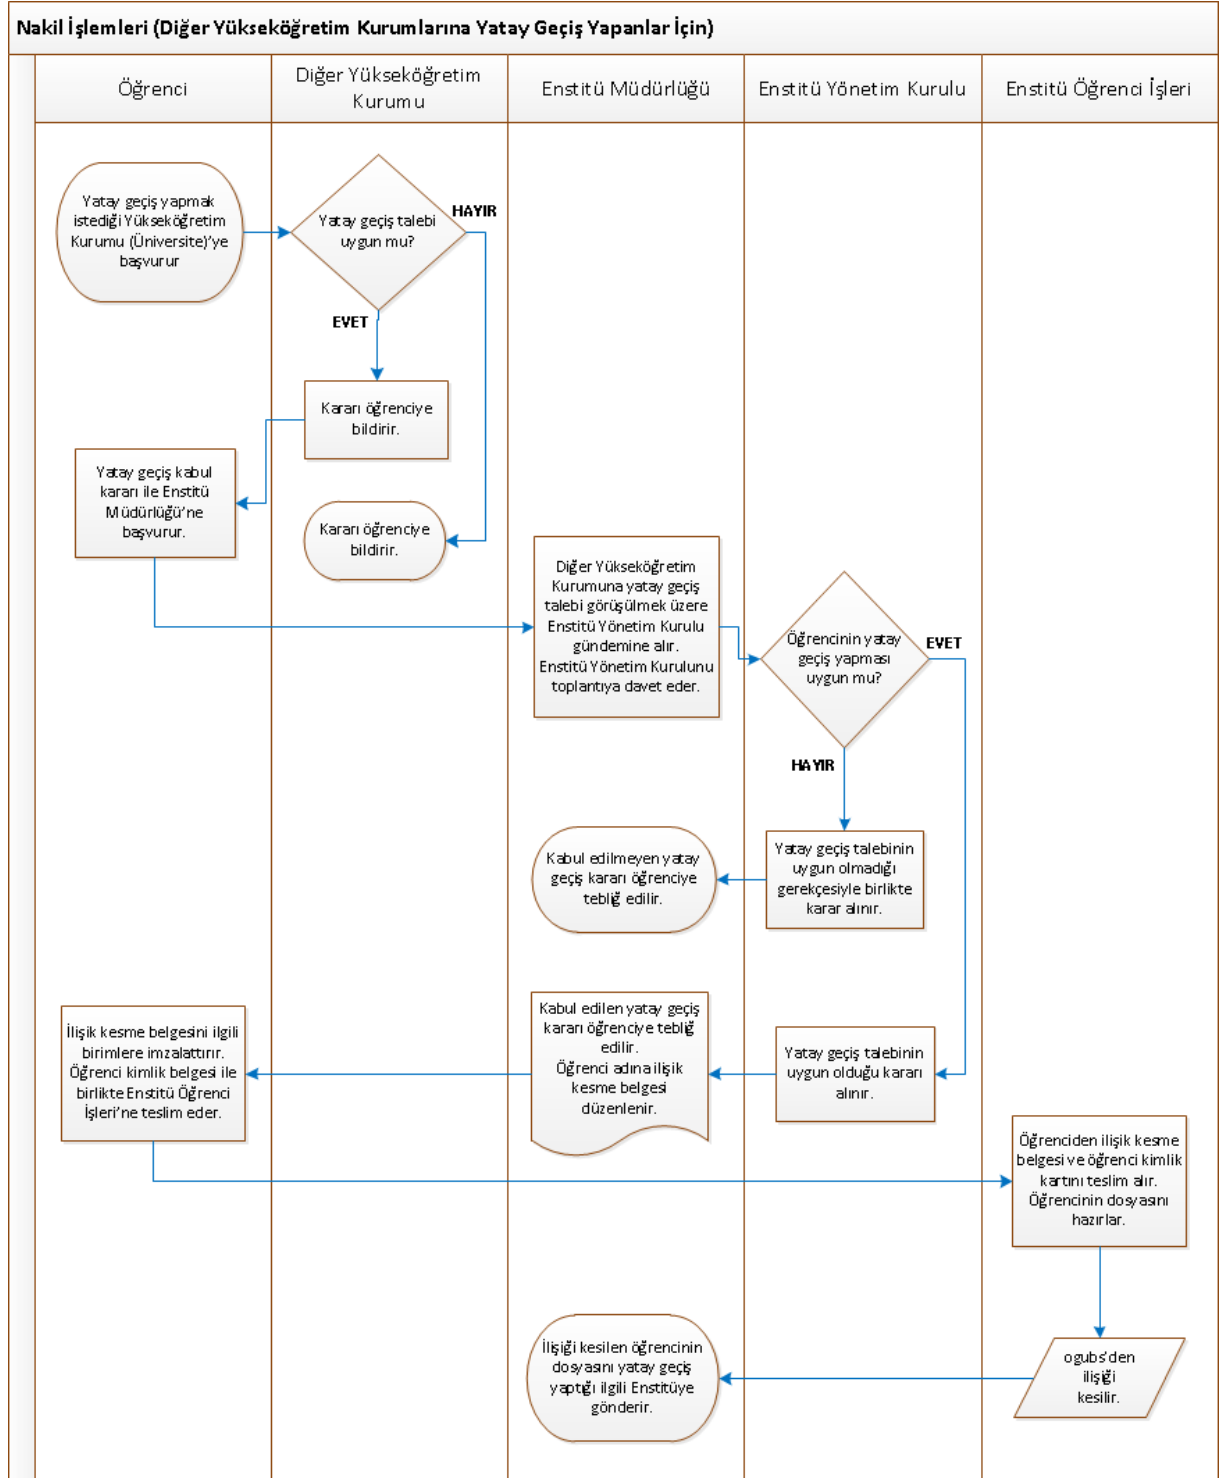 Nakil İşlemleri (Diğer Yükseköğretim Kurumlarına Yatay Geçiş Yapanlar İçin)
Öğrenci
Diğer Yükseköğretim
Kurumu
Enstitü Müdürlüğü
Enstitü Yönetim Kurulu
Enstitü Öğrenci İşleri
Yatay geçiş yapmak
istediği Yükseköğretim
Kurumu (Üniversite)'ye
başvurur
Yatay geçiş talebi
uygun mu?
HAYIR
EVET
Kararı öğrenciye
bildirir.
Yatay geçiş kabul
kararı ile Enstitü
Müdürlüğü'ne
başvurur.
Kararı öğrenciye
bildirir.
Diğer Yükseköğretim
Kurumuna yatay geçiş
talebi görüşülmek üzere
Enstitü Yönetim Kurulu
gündemine alır.
Enstitü Yönetim Kurulunu
toplantıya davet eder.
Öğrencinin yatay
geçiş yapması
uygun mu?
EVET
HAYIR
Yatay geçiş talebinin
uygun olmadığı
gerekçesiyle birlikte
karar alınır.
Kabul edilmeyen yatay
geçiş kararı öğrenciye
tebliğ edilir.
Yatay geçiş talebinin
uygun olduğu kararı
alınır.
Kabul edilen yatay geçiş
kararı öğrenciye tebliğ
edilir.
Öğrenci adına ilişik
kesme belgesi
düzenlenir.
İlişik kesme belgesini ilgili
birimlere imzalattırır.
Öğrenci kimlik belgesi ile
birlikte Enstitü Öğrenci
İşleri'ne teslim eder.
Öğrenciden ilişik kesme
belgesi ve öğrenci kimlik
kartını teslim alır.
Öğrencinin dosyasını
hazırlar.
ogubs'den
ilişiği
kesilir.
İlişiği kesilen öğrencinin
dosyasını yatay geçiş
yaptığı ilgili Enstitüye
gönderir.